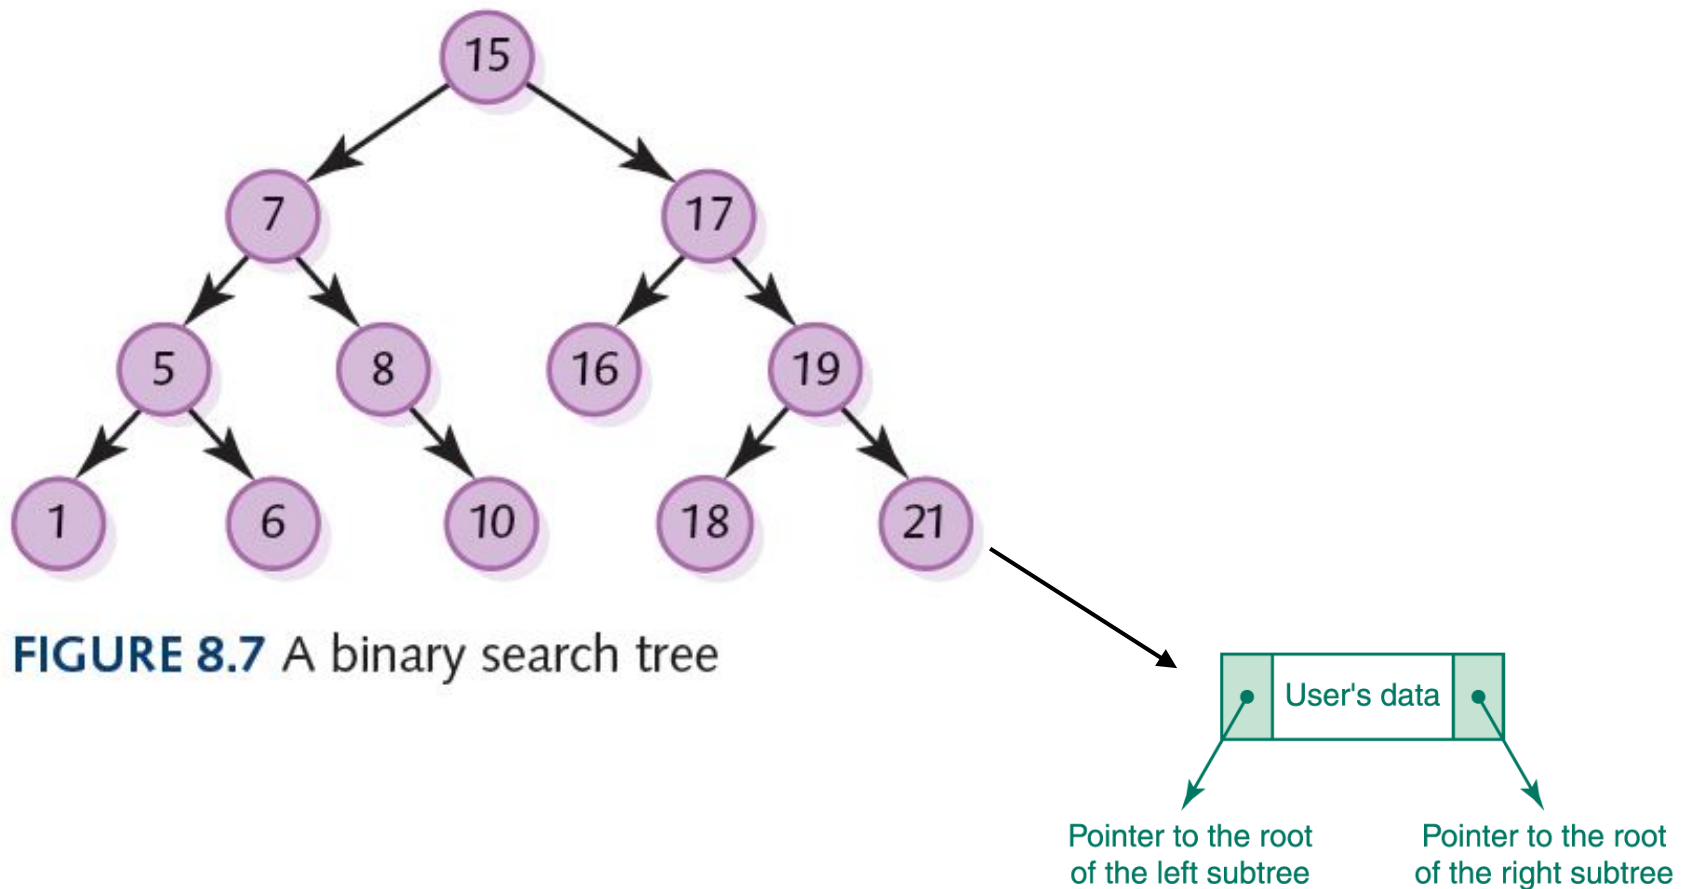 15
7
17
5
8
16
19
1
6
10
18
21
FIGURE 8.7 A binary search tree
User's data
Pointer to the root
of the left subtree
Pointer to the root
of the right subtree